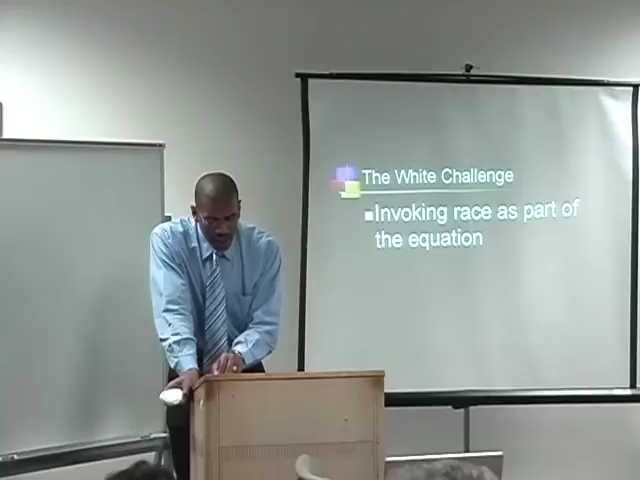 The White Challenge
Invoking race as part of
the equation